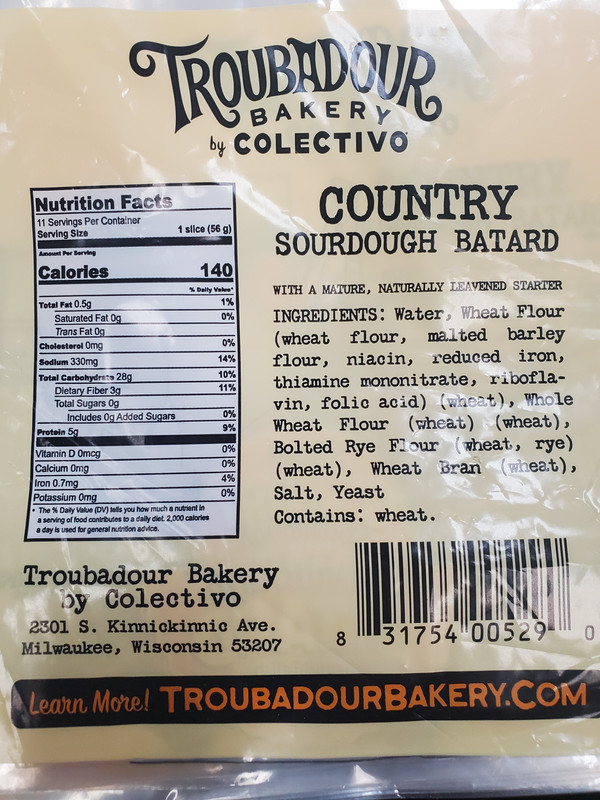 TROUBADOUR
BAKERY
by COLECTIVO
Nutrition Facts
11 Servings Per Container
Serving Size 1 slice (56 g)
Amount Per Serving
Calories 140
% Daily Value*
Total Fat 0.5g 1%
Saturated Fat 0g 0%
Trans Fat 0g
Cholesterol 0mg 0%
Sodium 330mg 14%
Total Carbohydrate 28g 10%
Dietary Fiber 3g 11%
Total Sugars 0g
Includes 0g Added Sugars 0%
Protein 5g 9%
Vitamin D 0mcg 0%
Calcium 0mg 0%
Iron 0.7mg 4%
Potassium 0mg 0%
* The % Daily Value (DV) tells you how much a nutrient in
a serving of food contributes to a daily diet. 2,000 calories
a day is used for general nutrition advice.
COUNTRY
SOURDOUGH BATARD
WITH A MATURE, NATURALLY LEAVENED STARTER
INGREDIENTS: Water, Wheat Flour
(wheat flour, malted barley
flour, niacin, reduced iron,
thiamine mononitrate, ribofla-
vin, folic acid) (wheat), Whole
Wheat Flour (wheat) (wheat),
Bolted Rye Flour (wheat, rye)
(wheat), Wheat Bran (wheat),
Salt, Yeast
Contains: wheat.
Troubadour Bakery
by Colectivo
2301 S. Kinnickinnic Ave.
Milwaukee, Wisconsin 53207
8 31754 00529 0
Learn More! TROUBADOURBAKERY.COM